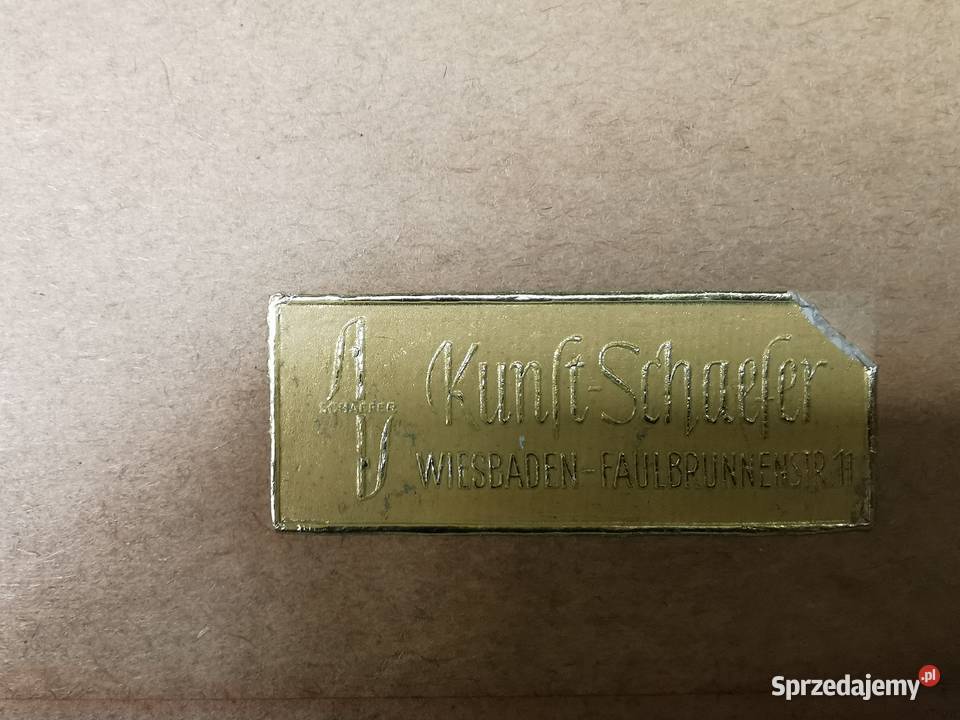 SCHAEFER
Kunſt-Schaefer
WIESBADEN-FAULBRUNNENSTR. 11
Sprzedajemy.pl